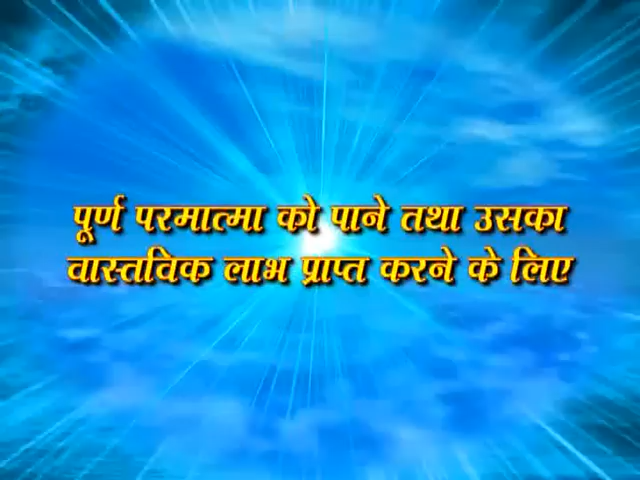 पूर्ण परमात्मा को पाने तथा उसका
वास्तविक लाभ प्राप्त करने के लिए